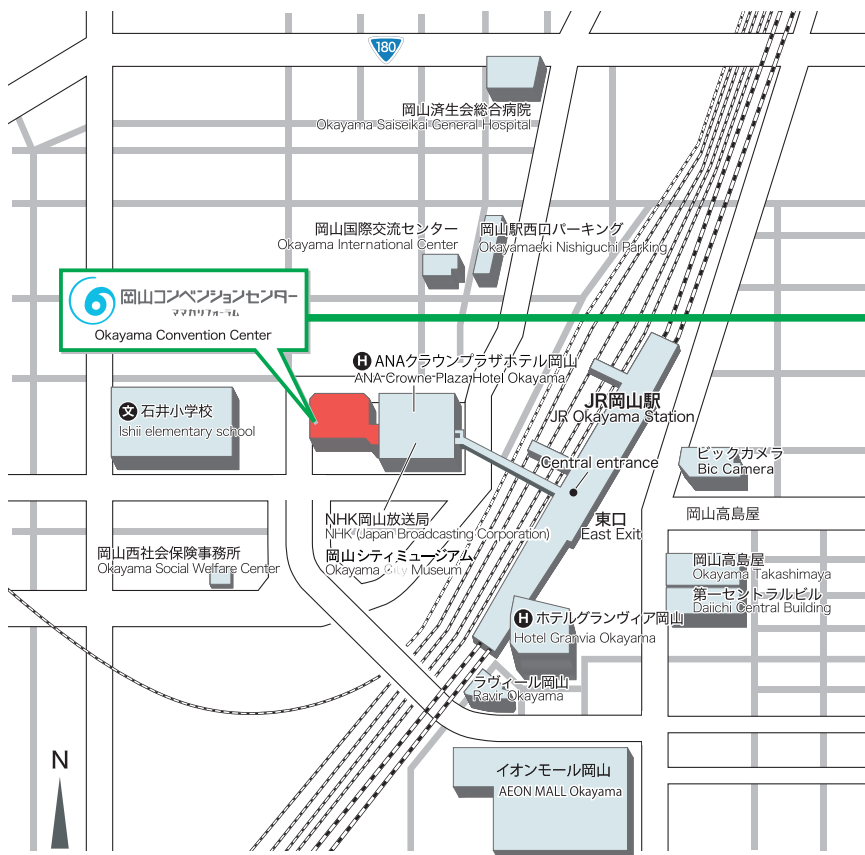 180
岡山済生会総合病院
Okayama Saiseikai General Hospital
岡山国際交流センター
Okayama International Center
岡山駅西口パーキング
Okayamaeki Nishiguchi Parking
岡山コンベンションセンター
ママカリフォーラム
Okayama Convention Center
H ANAクラウンプラザホテル岡山
ANA Crowne Plaza Hotel Okayama
JR岡山駅
JR Okayama Station
文 石井小学校
Ishii elementary school
Central entrance
ビックカメラ
Bic Camera
NHK岡山放送局
NHK (Japan Broadcasting Corporation)
岡山シティミュージアム
Okayama City Museum
東口
East Exit
岡山高島屋
岡山西社会保険事務所
Okayama Social Welfare Center
岡山高島屋
Okayama Takashimaya
第一セントラルビル
Daiichi Central Building
H ホテルグランヴィア岡山
Hotel Granvia Okayama
ラヴィール岡山
Ravir Okayama
N
イオンモール岡山
AEON MALL Okayama